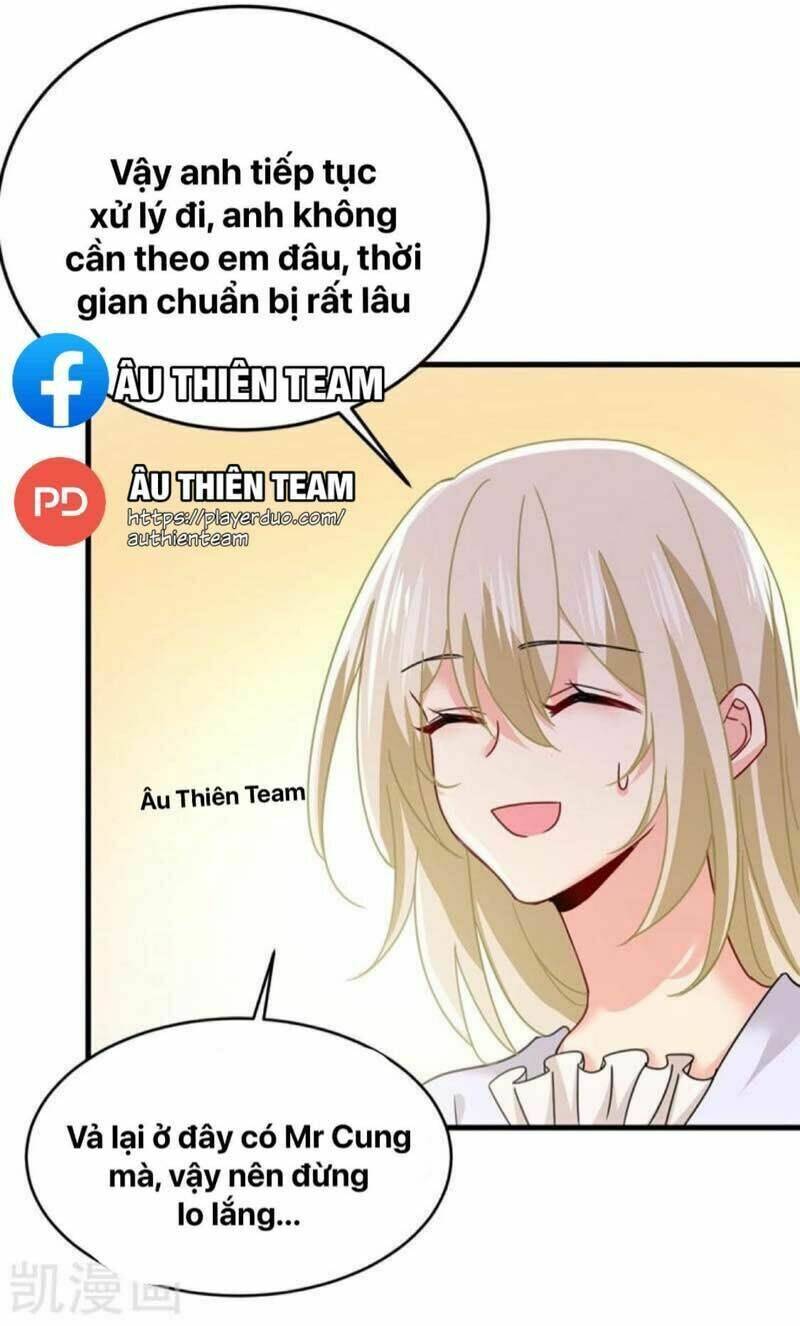 Vậy anh tiếp tục
xử lý đi, anh không
cần theo em đâu, thời
gian chuẩn bị rất lâu
f ÂU THIÊN TEAM
PD ÂU THIÊN TEAM
https://playerduo.com/
authienteam
Âu Thiên Team
Vả lại ở đây có Mr Cung
mà, vậy nên đừng
lo lắng...
凯漫画